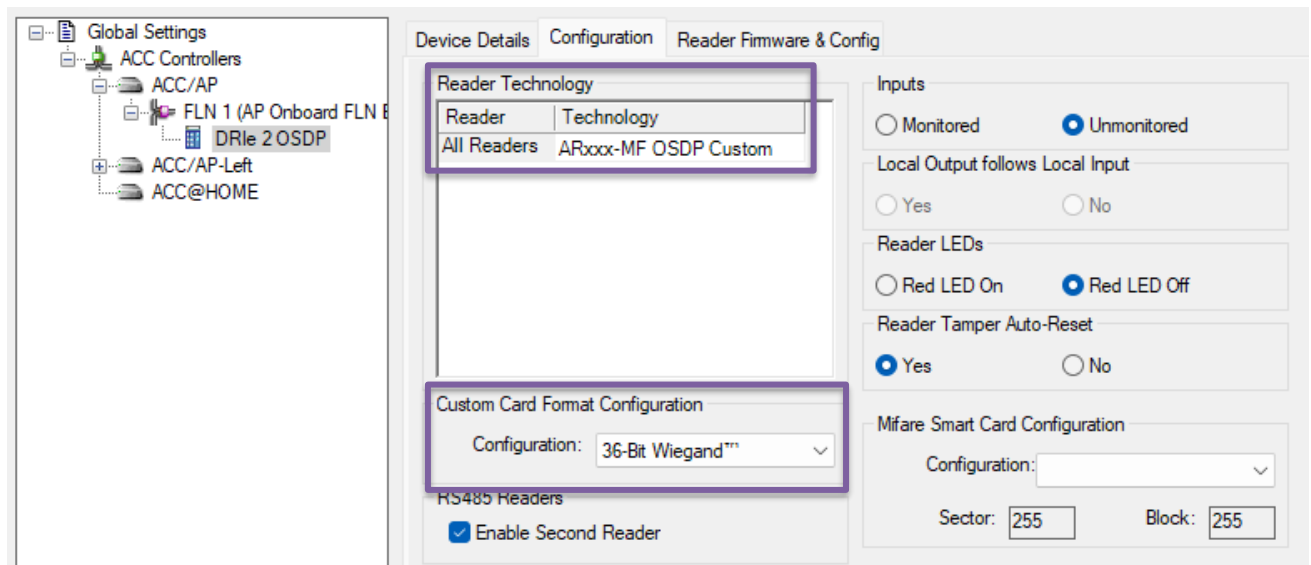 Global Settings
ACC Controllers
ACC/AP
FLN 1 (AP Onboard FLN E
DRIe 2 OSDP
ACC/AP-Left
ACC@HOME
Device Details Configuration Reader Firmware & Config
Reader Technology
Reader Technology
All Readers ARxxx-MF OSDP Custom
Custom Card Format Configuration
Configuration: 36-Bit Wiegand™
RS485 Readers
Enable Second Reader
Inputs
Monitored Unmonitored
Local Output follows Local Input
Yes No
Reader LEDs
Red LED On Red LED Off
Reader Tamper Auto-Reset
Yes No
Mifare Smart Card Configuration
Configuration:
Sector: 255 Block: 255